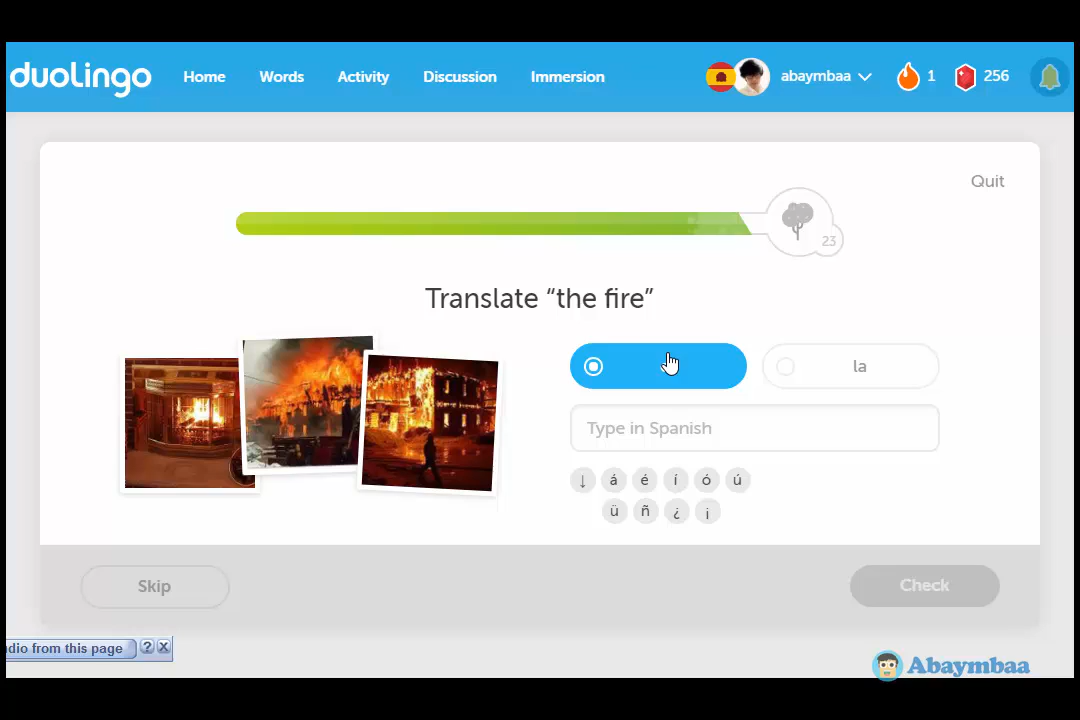 duolingo Home Words Activity Discussion Immersion abaymbaa 1 256
Quit
23
Translate “the fire”
la
Type in Spanish
↓ á é í ó ú
ü ñ ¿ ¡
Skip Check
dio from this page ? X
Abaymbaa